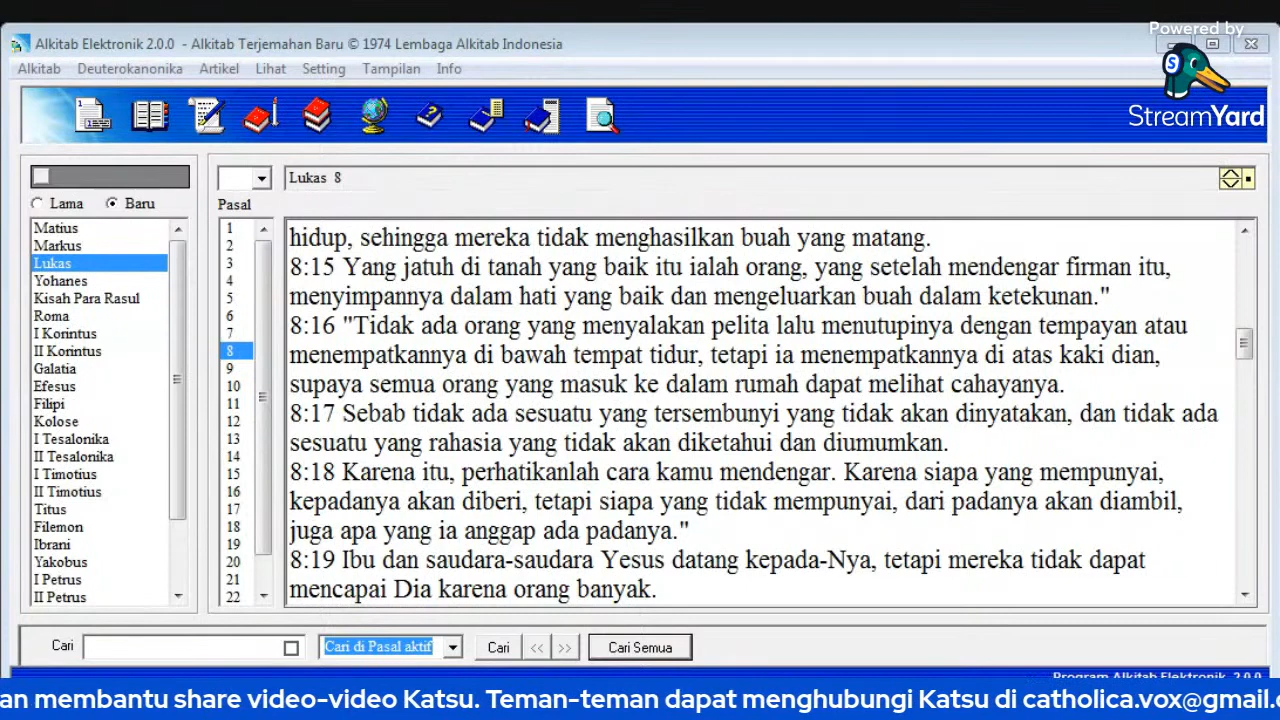 Powered by
Alkitab Elektronik 2.0.0 - Alkitab Terjemahan Baru © 1974 Lembaga Alkitab Indonesia
Alkitab Deuterokanonika Artikel Lihat Setting Tampilan Info
StreamYard
Lukas 8
Lama Baru
Pasal
Matius
Markus
Lukas
Yohanes
Kisah Para Rasul
Roma
I Korintus
II Korintus
Galatia
Efesus
Filipi
Kolose
I Tesalonika
II Tesalonika
I Timotius
II Timotius
Titus
Filemon
Ibrani
Yakobus
I Petrus
II Petrus
1
2
3
4
5
6
7
8
9
10
11
12
13
14
15
16
17
18
19
20
21
22
hidup, sehingga mereka tidak menghasilkan buah yang matang.
8:15 Yang jatuh di tanah yang baik itu ialah orang, yang setelah mendengar firman itu,
menyimpannya dalam hati yang baik dan mengeluarkan buah dalam ketekunan."
8:16 "Tidak ada orang yang menyalakan pelita lalu menutupinya dengan tempayan atau
menempatkannya di bawah tempat tidur, tetapi ia menempatkannya di atas kaki dian,
supaya semua orang yang masuk ke dalam rumah dapat melihat cahayanya.
8:17 Sebab tidak ada sesuatu yang tersembunyi yang tidak akan dinyatakan, dan tidak ada
sesuatu yang rahasia yang tidak akan diketahui dan diumumkan.
8:18 Karena itu, perhatikanlah cara kamu mendengar. Karena siapa yang mempunyai,
kepadanya akan diberi, tetapi siapa yang tidak mempunyai, dari padanya akan diambil,
juga apa yang ia anggap ada padanya."
8:19 Ibu dan saudara-saudara Yesus datang kepada-Nya, tetapi mereka tidak dapat
mencapai Dia karena orang banyak.
Cari Cari di Pasal aktif Cari << >> Cari Semua
Program Alkitab Elektronik 2.0.0
an membantu share video-video Katsu. Teman-teman dapat menghubungi Katsu di catholica.vox@gmail.c